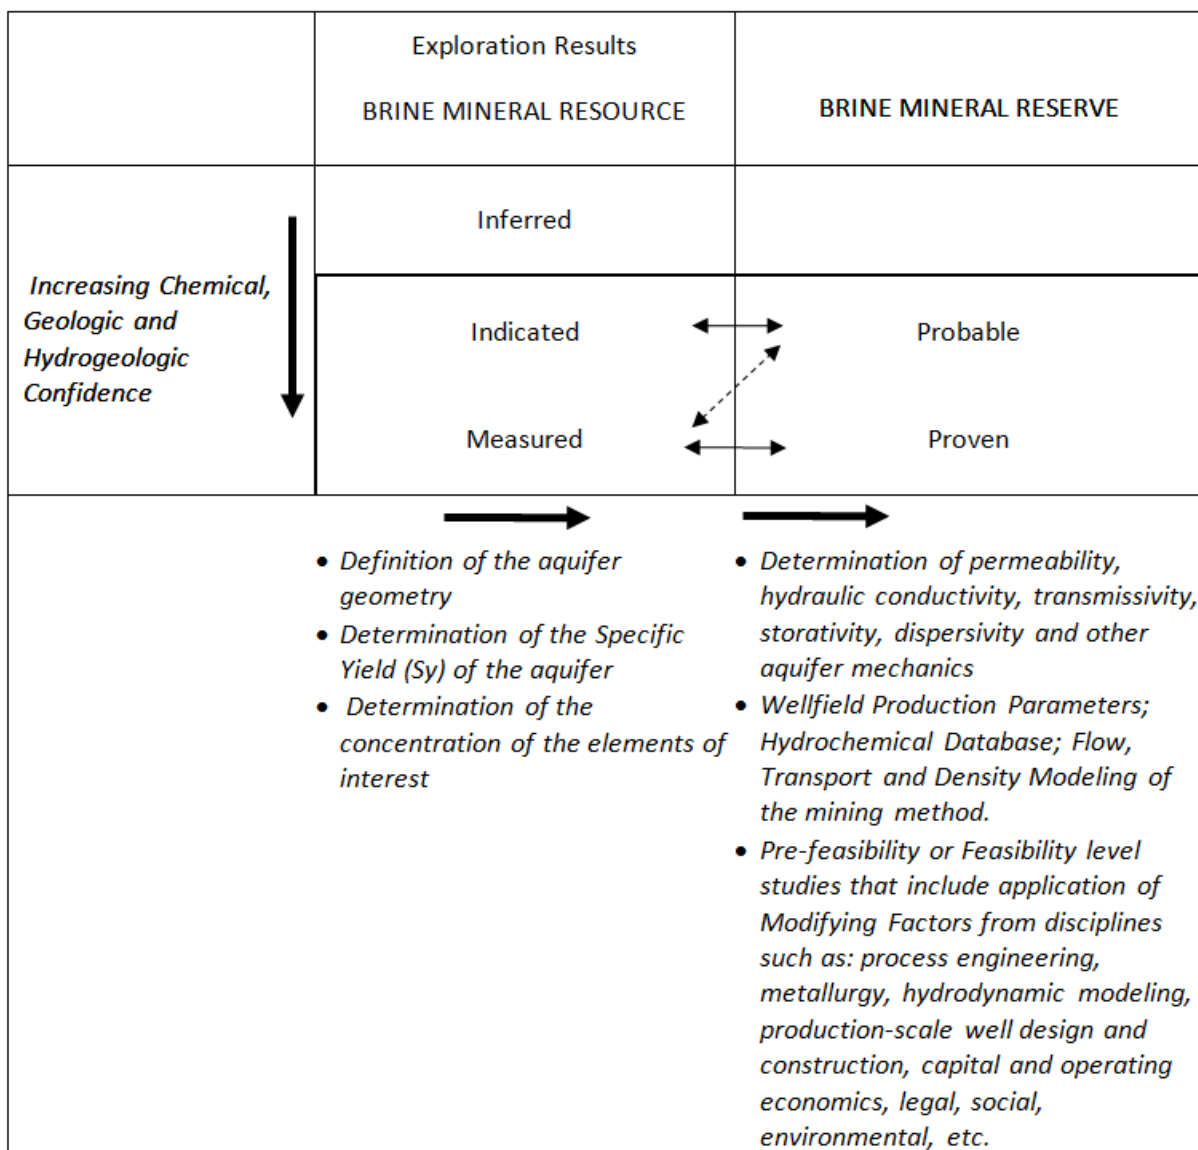 Exploration Results
BRINE MINERAL RESOURCE
BRINE MINERAL RESERVE
Inferred
Increasing Chemical,
Geologic and
Hydrogeologic
Confidence
Indicated
Probable
Measured
Proven
• Definition of the aquifer
geometry
• Determination of the Specific
Yield (Sy) of the aquifer
• Determination of the
concentration of the elements of
interest
• Determination of permeability,
hydraulic conductivity, transmissivity,
storativity, dispersivity and other
aquifer mechanics
• Wellfield Production Parameters;
Hydrochemical Database; Flow,
Transport and Density Modeling of
the mining method.
• Pre-feasibility or Feasibility level
studies that include application of
Modifying Factors from disciplines
such as: process engineering,
metallurgy, hydrodynamic modeling,
production-scale well design and
construction, capital and operating
economics, legal, social,
environmental, etc.